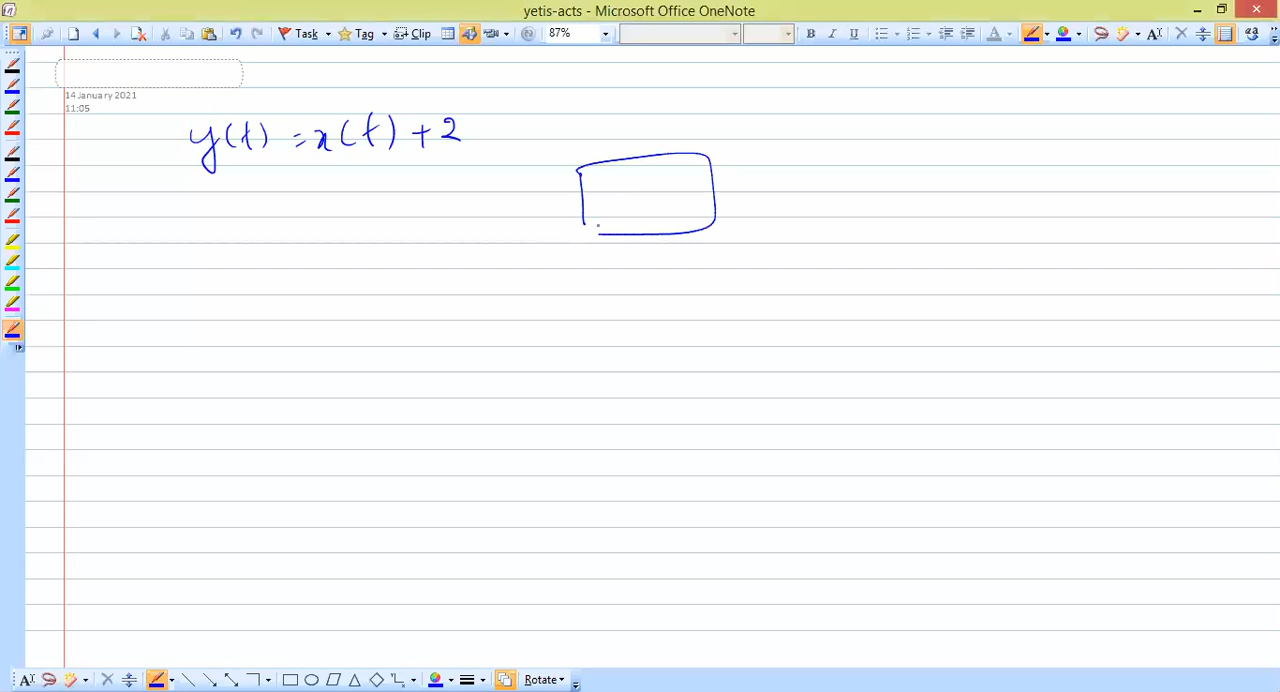 yetis-acts - Microsoft Office OneNote
Task Tag Clip 87% B I U
14 January 2021
11:05
y(t) = x(t) + 2
Rotate